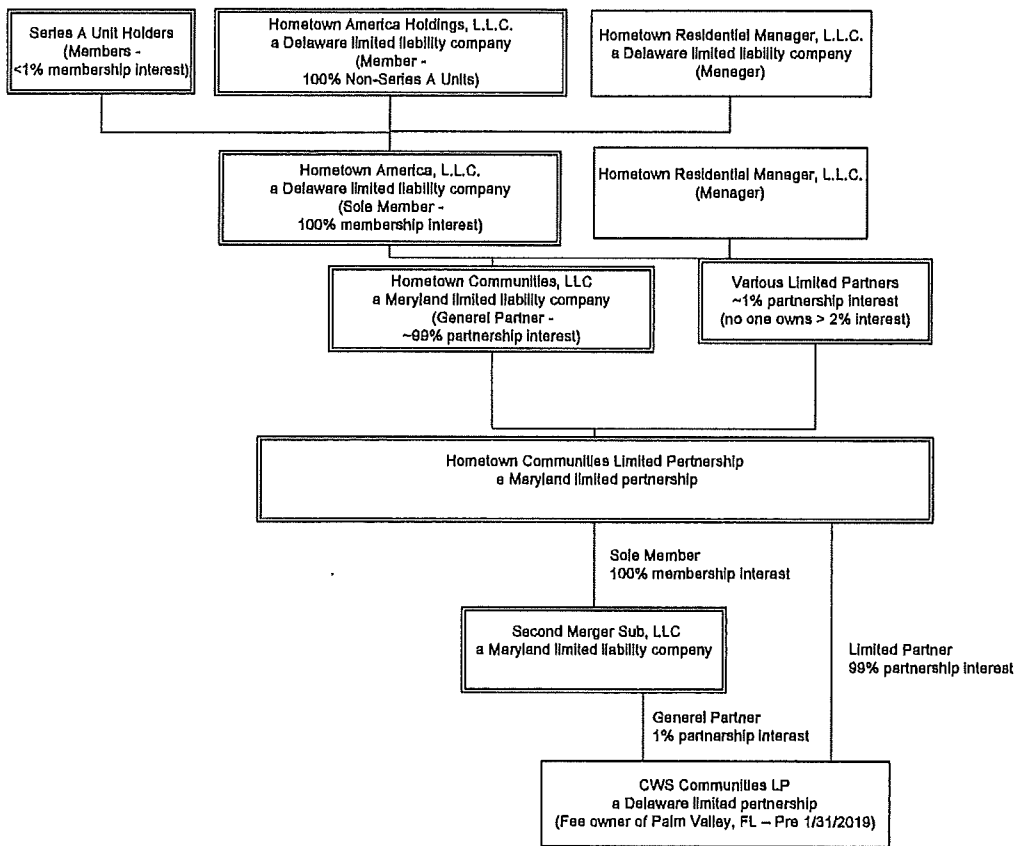 Series A Unit Holders
(Members -
<1% membership interest)
Hometown America Holdings, L.L.C.
a Delaware limited liability company
(Member -
100% Non-Series A Units)
Hometown Residential Manager, L.L.C.
a Delaware limited liability company
(Manager)
Hometown America, L.L.C.
a Delaware limited liability company
(Sole Member -
100% membership interest)
Hometown Residential Manager, L.L.C.
(Manager)
Hometown Communities, LLC
a Maryland limited liability company
(General Partner -
~99% partnership interest)
Various Limited Partners
~1% partnership interest
(no one owns > 2% interest)
Hometown Communities Limited Partnership
a Maryland limited partnership
Sole Member
100% membership interest
Second Merger Sub, LLC
a Maryland limited liability company
Limited Partner
99% partnership interest
General Partner
1% partnership interest
CWS Communities LP
a Delaware limited partnership
(Fee owner of Palm Valley, FL – Pre 1/31/2019)